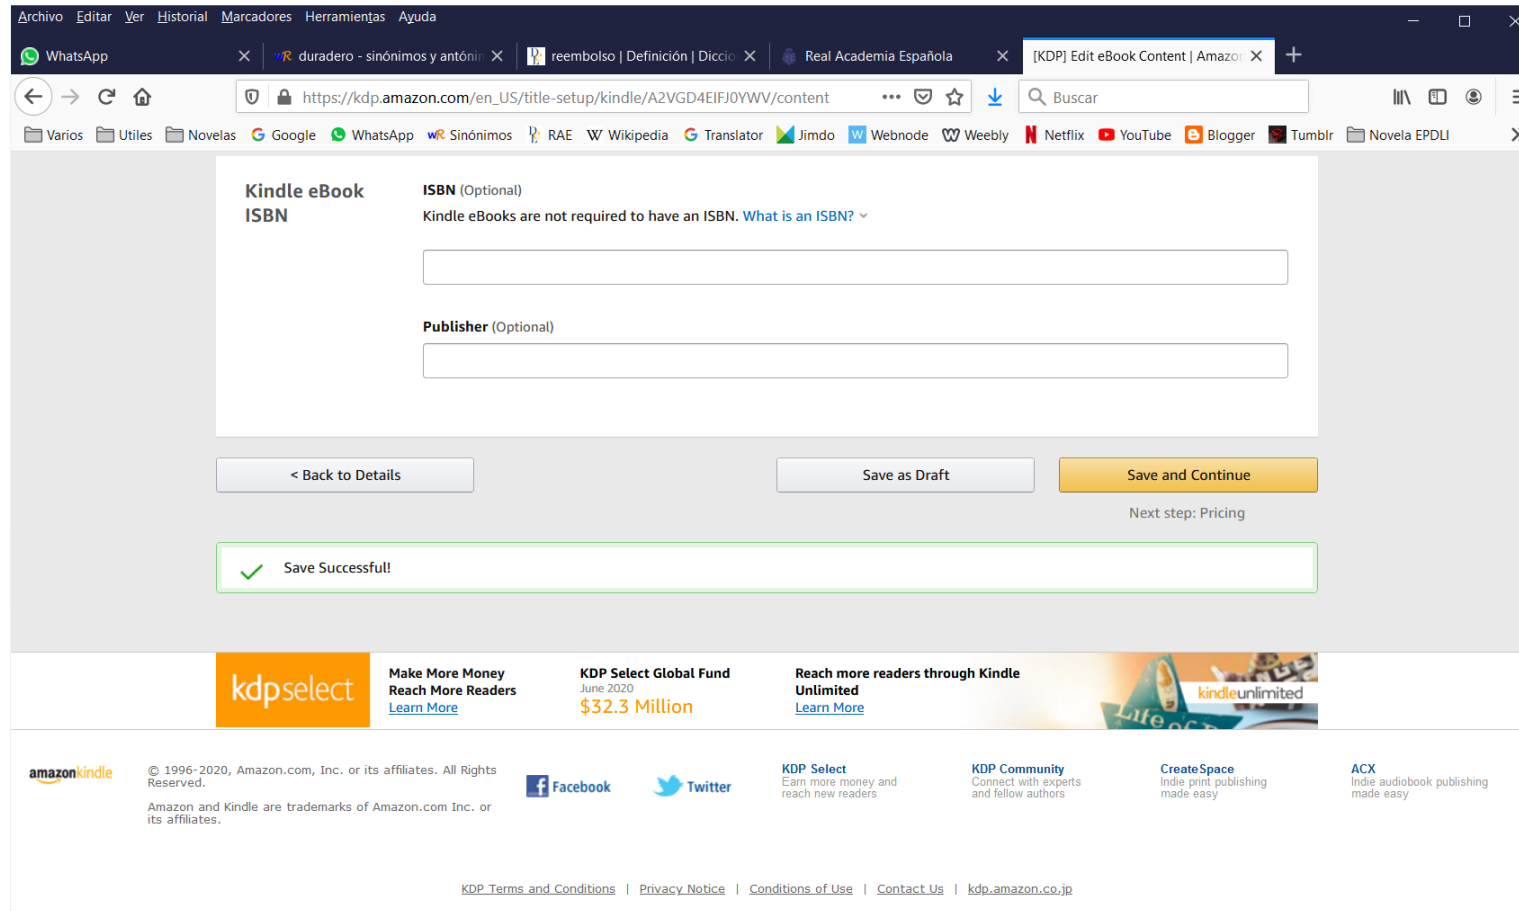 Archivo Editar Ver Historial Marcadores Herramientas Ayuda
WhatsApp
duradero - sinónimos y antónin
reembolso | Definición | Diccio
Real Academia Española
[KDP] Edit eBook Content | Amazon
https://kdp.amazon.com/en_US/title-setup/kindle/A2VGD4EIFJ0YWV/content
Buscar
Varios Utiles Novelas Google WhatsApp Sinónimos RAE Wikipedia Translator Jimdo Webnode Weebly Netflix YouTube Blogger Tumblr Novela EPDLI
Kindle eBook
ISBN
ISBN (Optional)
Kindle eBooks are not required to have an ISBN. What is an ISBN?
Publisher (Optional)
< Back to Details
Save as Draft
Save and Continue
Next step: Pricing
Save Successful!
kdpselect
Make More Money
Reach More Readers
Learn More
KDP Select Global Fund
June 2020
$32.3 Million
Reach more readers through Kindle
Unlimited
Learn More
kindleunlimited
amazonkindle
© 1996-2020, Amazon.com, Inc. or its affiliates. All Rights
Reserved.
Amazon and Kindle are trademarks of Amazon.com Inc. or
its affiliates.
Facebook
Twitter
KDP Select
Earn more money and
reach new readers
KDP Community
Connect with experts
and fellow authors
CreateSpace
Indie print publishing
made easy
ACX
Indie audiobook publishing
made easy
KDP Terms and Conditions | Privacy Notice | Conditions of Use | Contact Us | kdp.amazon.co.jp